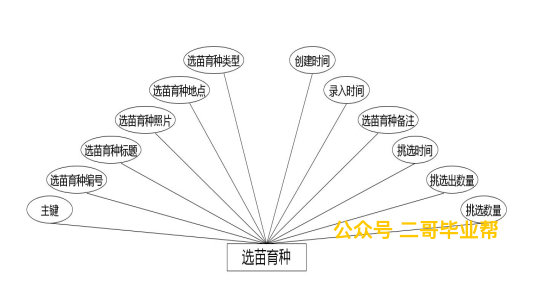 选苗育种类型
创建时间
选苗育种地点
录入时间
选苗育种照片
选苗育种备注
选苗育种标题
挑选时间
选苗育种编号
挑选出数量
主键
挑选数量
公众号 二哥毕业帮
选苗育种